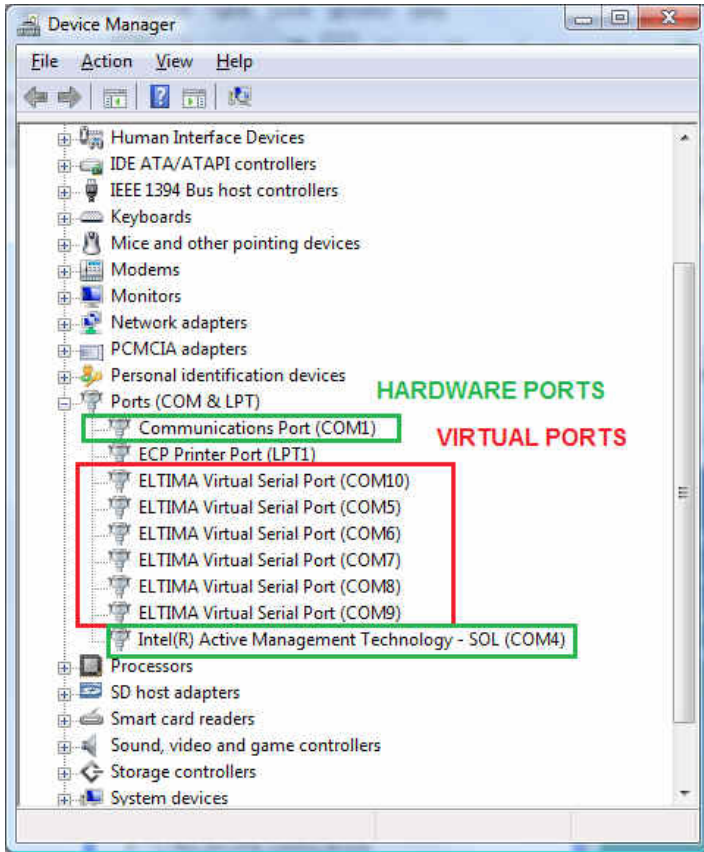 Device Manager
File Action View Help
Human Interface Devices
IDE ATA/ATAPI controllers
IEEE 1394 Bus host controllers
Keyboards
Mice and other pointing devices
Modems
Monitors
Network adapters
PCMCIA adapters
Personal identification devices
HARDWARE PORTS
Ports (COM & LPT)
Communications Port (COM1)
VIRTUAL PORTS
ECP Printer Port (LPT1)
ELTIMA Virtual Serial Port (COM10)
ELTIMA Virtual Serial Port (COM5)
ELTIMA Virtual Serial Port (COM6)
ELTIMA Virtual Serial Port (COM7)
ELTIMA Virtual Serial Port (COM8)
ELTIMA Virtual Serial Port (COM9)
Intel(R) Active Management Technology - SOL (COM4)
Processors
SD host adapters
Smart card readers
Sound, video and game controllers
Storage controllers
System devices